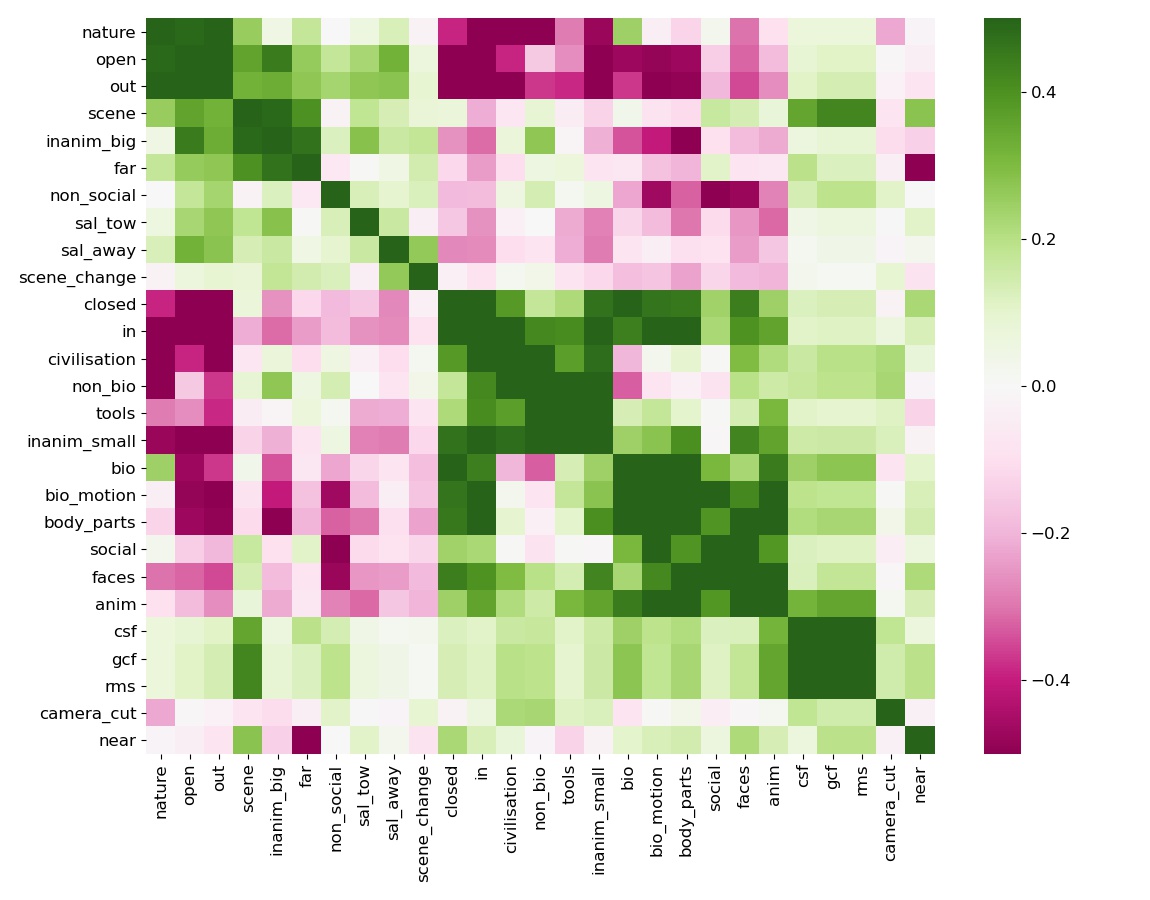 nature
open
out
scene
inanim_big
far
non_social
sal_tow
sal_away
scene_change
closed
in
civilisation
non_bio
tools
inanim_small
bio
bio_motion
body_parts
social
faces
anim
csf
gcf
rms
camera_cut
near
nature
open
out
scene
inanim_big
far
non_social
sal_tow
sal_away
scene_change
closed
in
civilisation
non_bio
tools
inanim_small
bio
bio_motion
body_parts
social
faces
anim
csf
gcf
rms
camera_cut
near
0.4
0.2
0.0
−0.2
−0.4